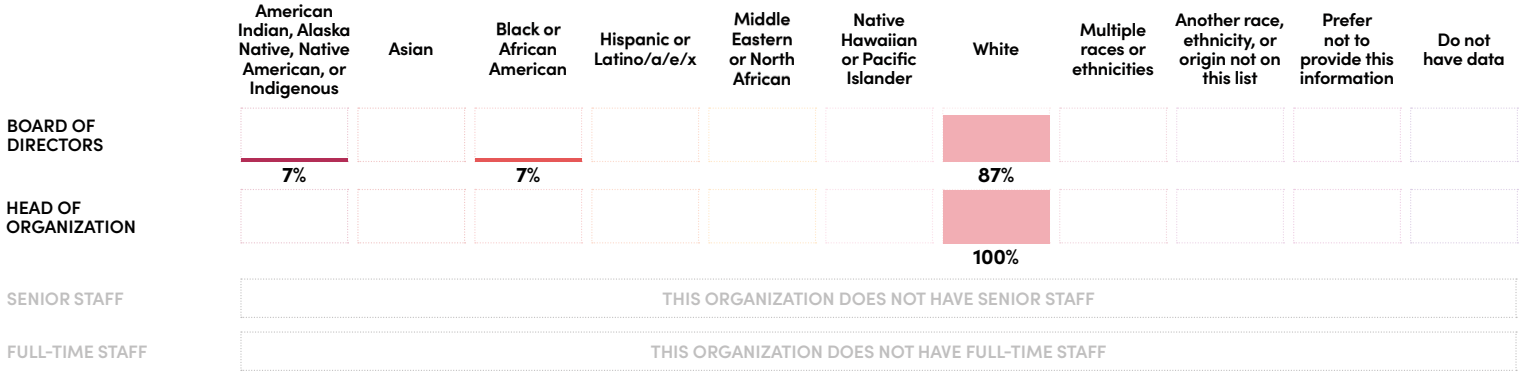 American
Indian, Alaska
Native, Native
American, or
Indigenous
Asian
Black or
African
American
Hispanic or
Latino/a/e/x
Middle
Eastern
or North
African
Native
Hawaiian
or Pacific
Islander
White
Multiple
races or
ethnicities
Another race,
ethnicity, or
origin not on
this list
Prefer
not to
provide this
information
Do not
have data
BOARD OF
DIRECTORS
7%
7%
87%
HEAD OF
ORGANIZATION
100%
SENIOR STAFF
THIS ORGANIZATION DOES NOT HAVE SENIOR STAFF
FULL-TIME STAFF
THIS ORGANIZATION DOES NOT HAVE FULL-TIME STAFF